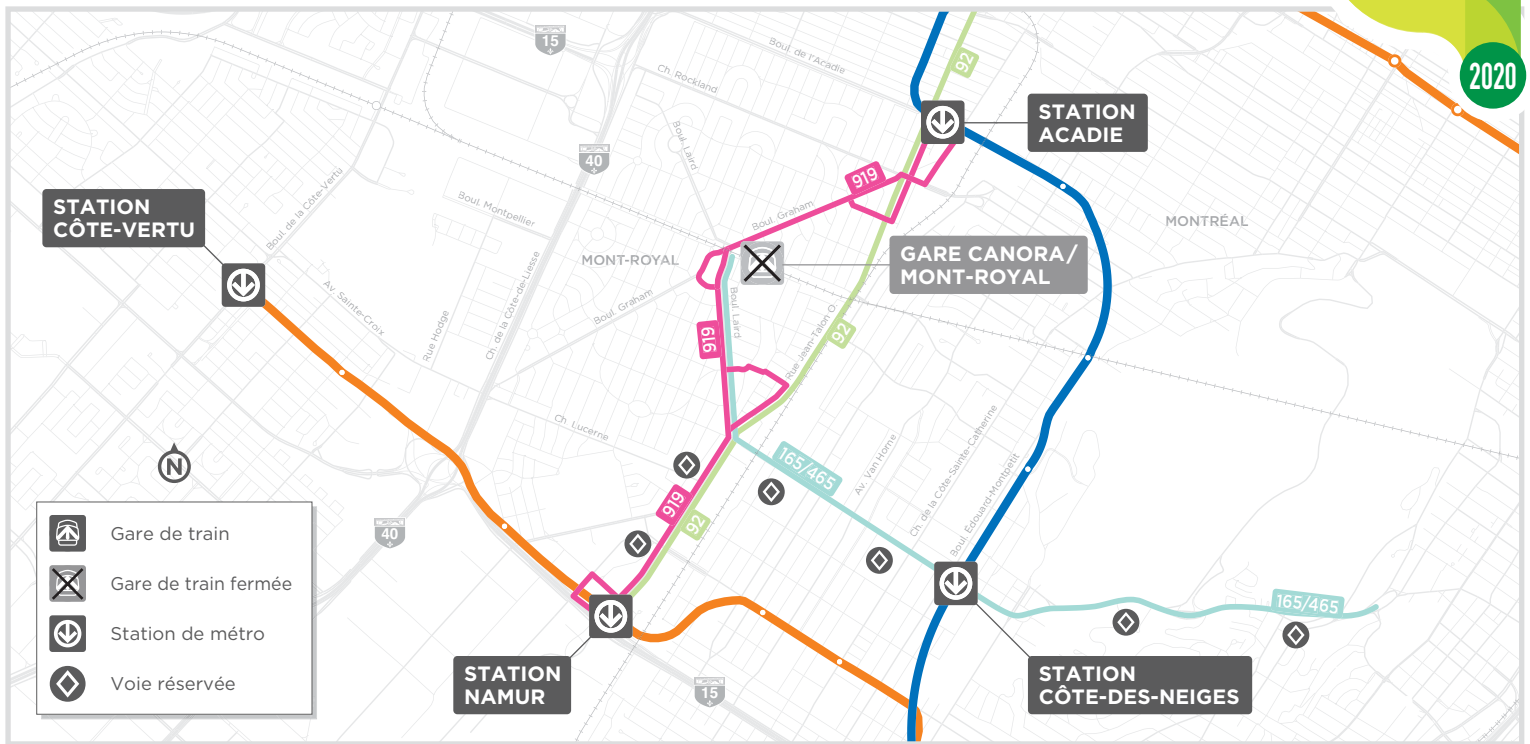 2020
15
Boul. de l'Acadie
92
Ch. Rockland
STATION
ACADIE
Boul. Laird
40
Boul. de la Côte-Vertu
919
STATION
CÔTE-VERTU
Boul. Montpellier
Boul. Graham
MONTRÉAL
MONT-ROYAL
GARE CANORA/
MONT-ROYAL
Ch. de la Côte-de-Liesse
Av. Sainte-Croix
Boul. Graham
Boul. Laird
Rue Hodge
919
Rue Jean-Talon O.
92
Ch. Lucerne
165/465
Av. Van Horne
Ch. de la Côte-Sainte-Catherine
Boul. Édouard-Montpetit
N
919
92
40
Gare de train
Gare de train fermée
Station de métro
Voie réservée
165/465
STATION
NAMUR
15
STATION
CÔTE-DES-NEIGES